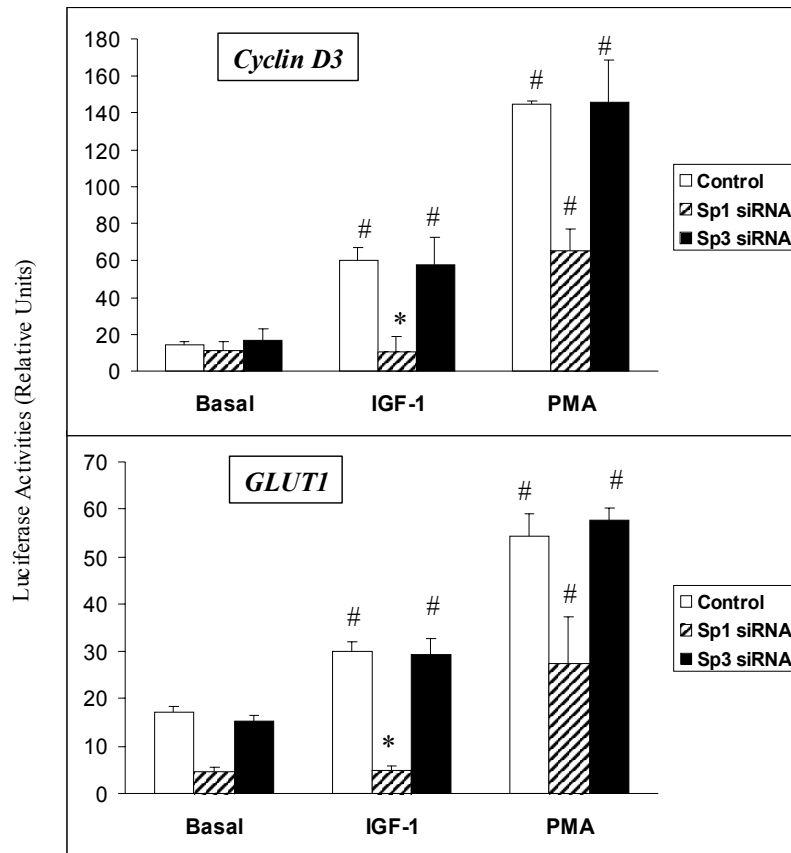 Luciferase Activities (Relative Units)
Cyclin D3
180
160
140
120
100
80
60
40
20
0
# # * # # # #
Basal IGF-1 PMA
Control
Sp1 siRNA
Sp3 siRNA
GLUT1
70
60
50
40
30
20
10
0
# * # # # #
Basal IGF-1 PMA
Control
Sp1 siRNA
Sp3 siRNA